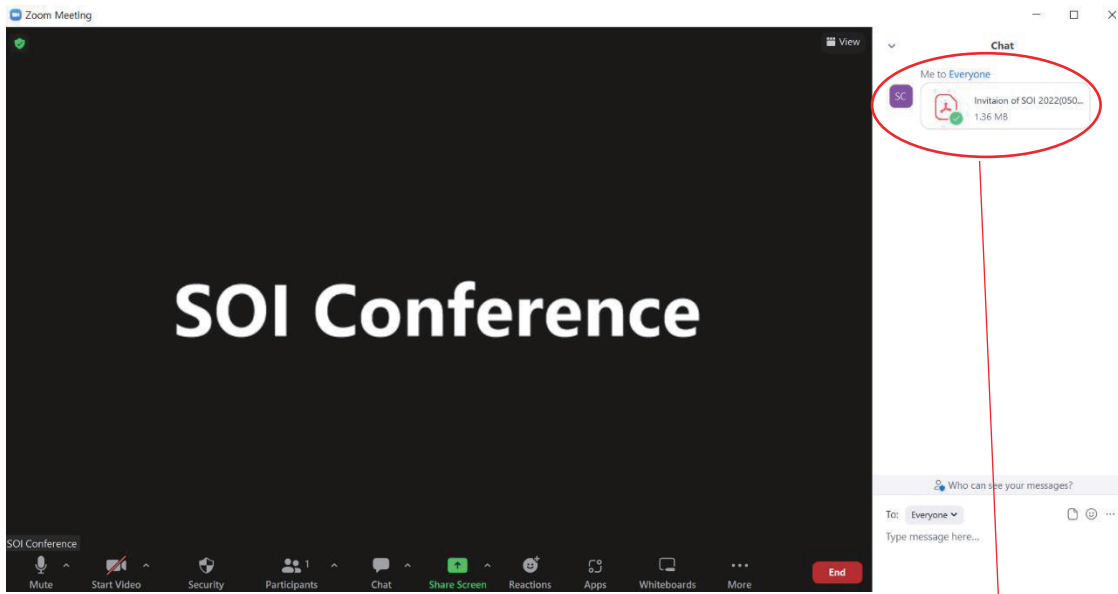 Zoom Meeting
View
Chat
Me to Everyone
SC
Invitaion of SOI 2022(050...
1.36 MB
SOI Conference
Who can see your messages?
To: Everyone
Type message here...
SOI Conference
Mute
Start Video
Security
Participants
1
Chat
Share Screen
Reactions
Apps
Whiteboards
More
End